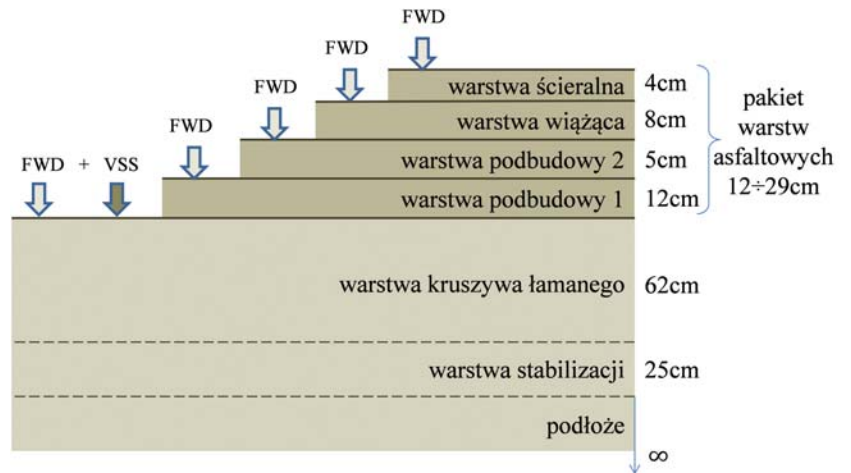 FWD
FWD
FWD
FWD
FWD + VSS
warstwa ścieralna 4cm
warstwa wiążąca 8cm
warstwa podbudowy 2 5cm
warstwa podbudowy 1 12cm
pakiet
warstw
asfaltowych
12÷29cm
warstwa kruszywa łamanego 62cm
warstwa stabilizacji 25cm
podłoże
∞